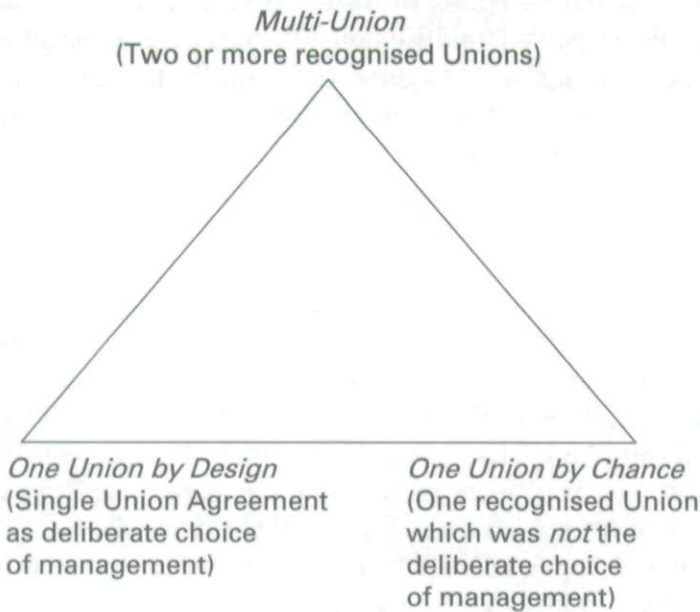 Multi-Union
(Two or more recognised Unions)
One Union by Design
(Single Union Agreement
as deliberate choice
of management)
One Union by Chance
(One recognised Union
which was not the
deliberate choice
of management)